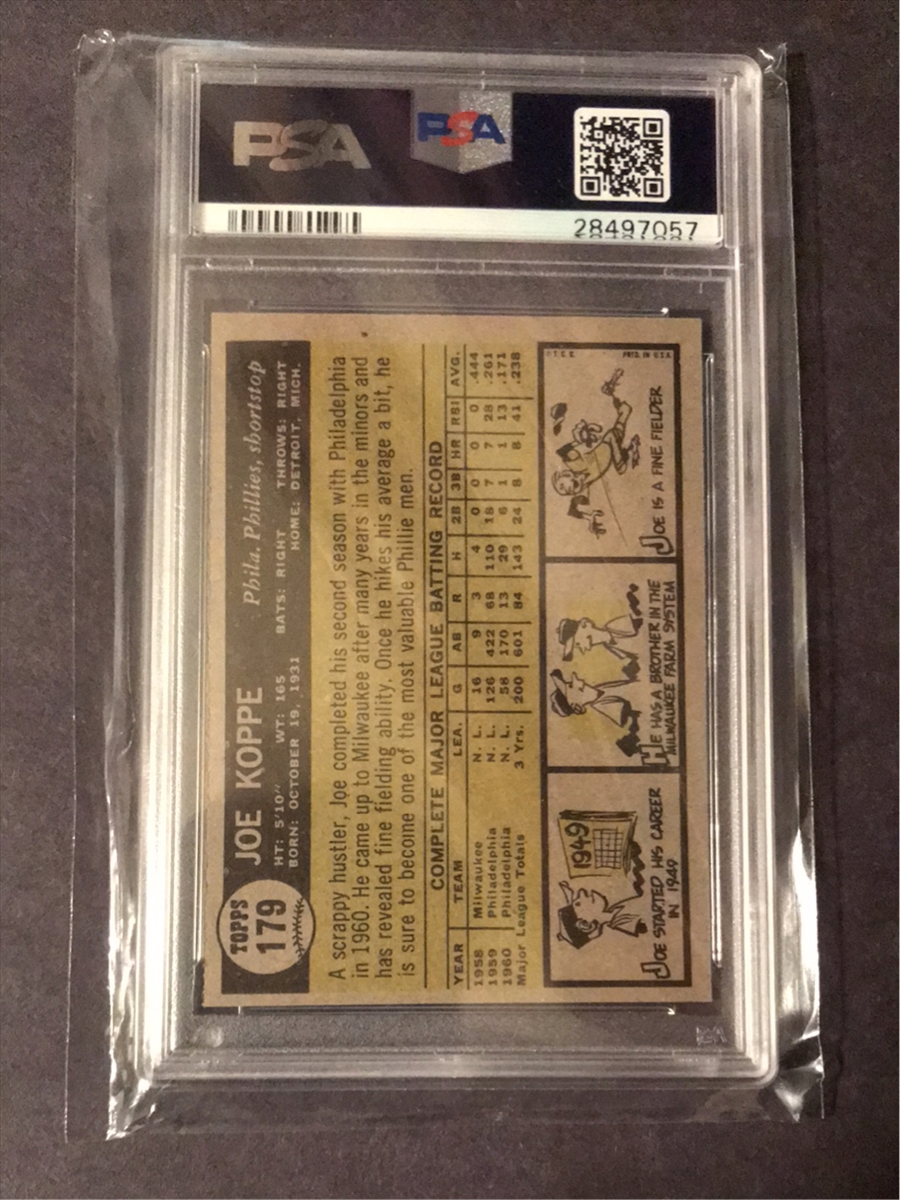 PSA
PSA
28497057
TOPPS
179
JOE KOPPE
Phila. Phillies, shortstop
HT: 5'10" WT: 165 BATS: RIGHT THROWS: RIGHT
BORN: OCTOBER 19, 1931 HOME: DETROIT, MICH.
A scrappy hustler, Joe completed his second season with Philadelphia
in 1960. He came up to Milwaukee after many years in the minors and
has revealed fine fielding ability. Once he hikes his average a bit, he
is sure to become one of the most valuable Phillie men.
COMPLETE MAJOR LEAGUE BATTING RECORD
YEAR TEAM LEA. G AB R H 2B 3B HR RBI AVG.
1958 Milwaukee N. L. 16 9 3 4 0 0 0 0 .444
1959 Philadelphia N. L. 126 422 68 110 18 7 7 28 .261
1960 Philadelphia N. L. 58 170 13 29 6 1 1 13 .171
Major League Totals 3 Yrs. 200 601 84 143 24 8 8 41 .238
1949
JOE STARTED HIS CAREER
IN 1949
HE HAS A BROTHER IN THE
MILWAUKEE FARM SYSTEM
© T.C.G. PRTD. IN U.S.A.
JOE IS A FINE FIELDER